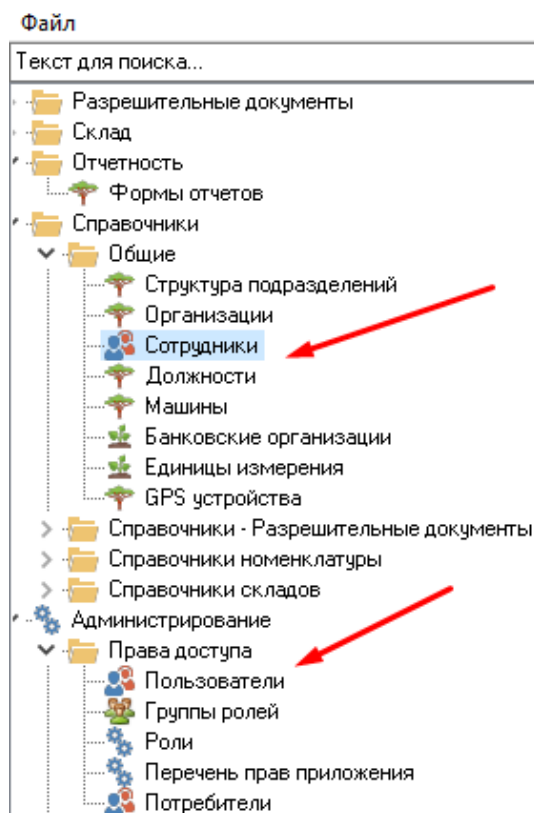 Файл
Текст для поиска...
Разрешительные документы
Склад
Отчетность
Формы отчетов
Справочники
Общие
Структура подразделений
Организации
Сотрудники
Должности
Машины
Банковские организации
Единицы измерения
GPS устройства
Справочники - Разрешительные документы
Справочники номенклатуры
Справочники складов
Администрирование
Права доступа
Пользователи
Группы ролей
Роли
Перечень прав приложения
Потребители